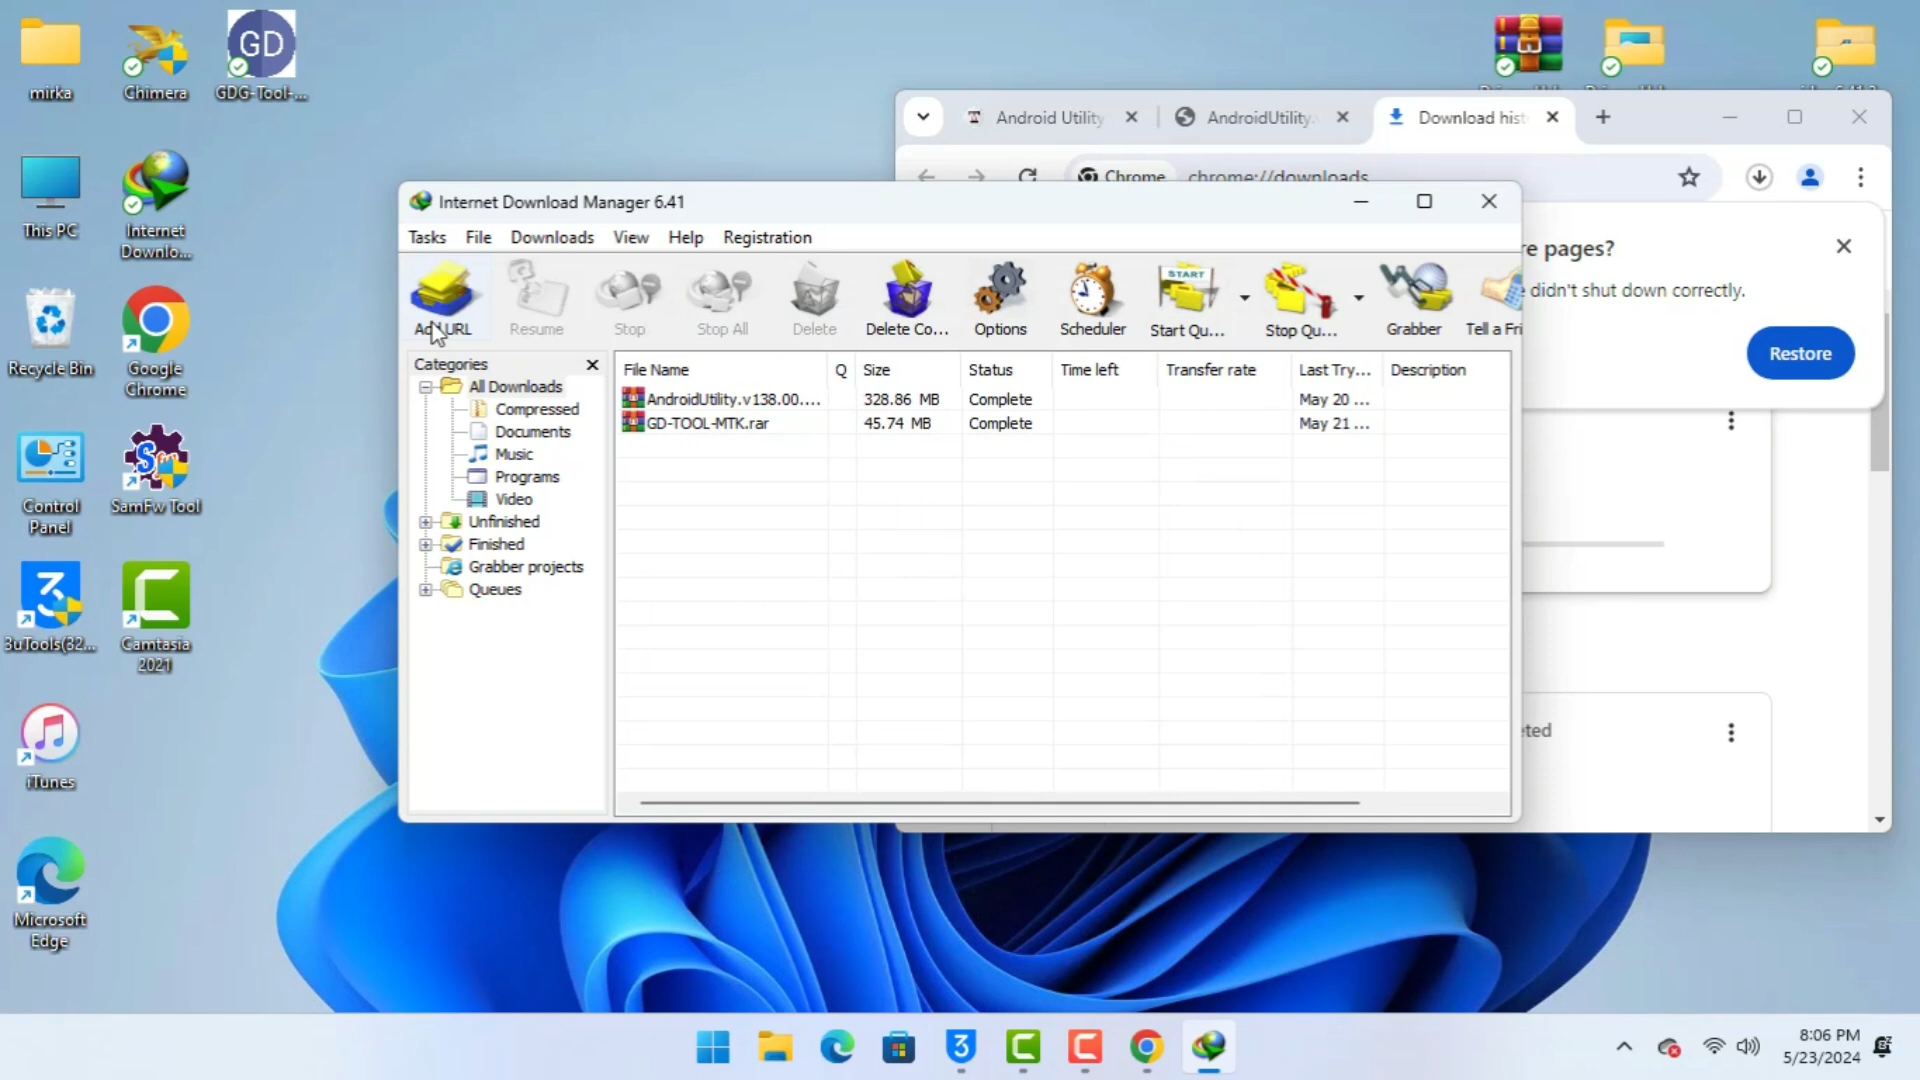 mirka
Chimera
GD
GDG-Tool-...
This PC
Internet
Downlo...
Recycle Bin
Google
Chrome
Control
Panel
SamFw Tool
3uTools(32...
Camtasia
2021
iTunes
Microsoft
Edge
Android Utility
AndroidUtility.
Download hist
Chrome
chrome://downloads
re pages?
didn't shut down correctly.
Restore
eted
Internet Download Manager 6.41
Tasks File Downloads View Help Registration
Add URL
Resume
Stop
Stop All
Delete
Delete Co...
Options
Scheduler
START
Start Qu...
Stop Qu...
Grabber
Tell a Fri
Categories
All Downloads
Compressed
Documents
Music
Programs
Video
Unfinished
Finished
Grabber projects
Queues
File Name Q Size Status Time left Transfer rate Last Try... Description
AndroidUtility.v138.00.... 328.86 MB Complete May 20 ...
GD-TOOL-MTK.rar 45.74 MB Complete May 21 ...
8:06 PM
5/23/2024